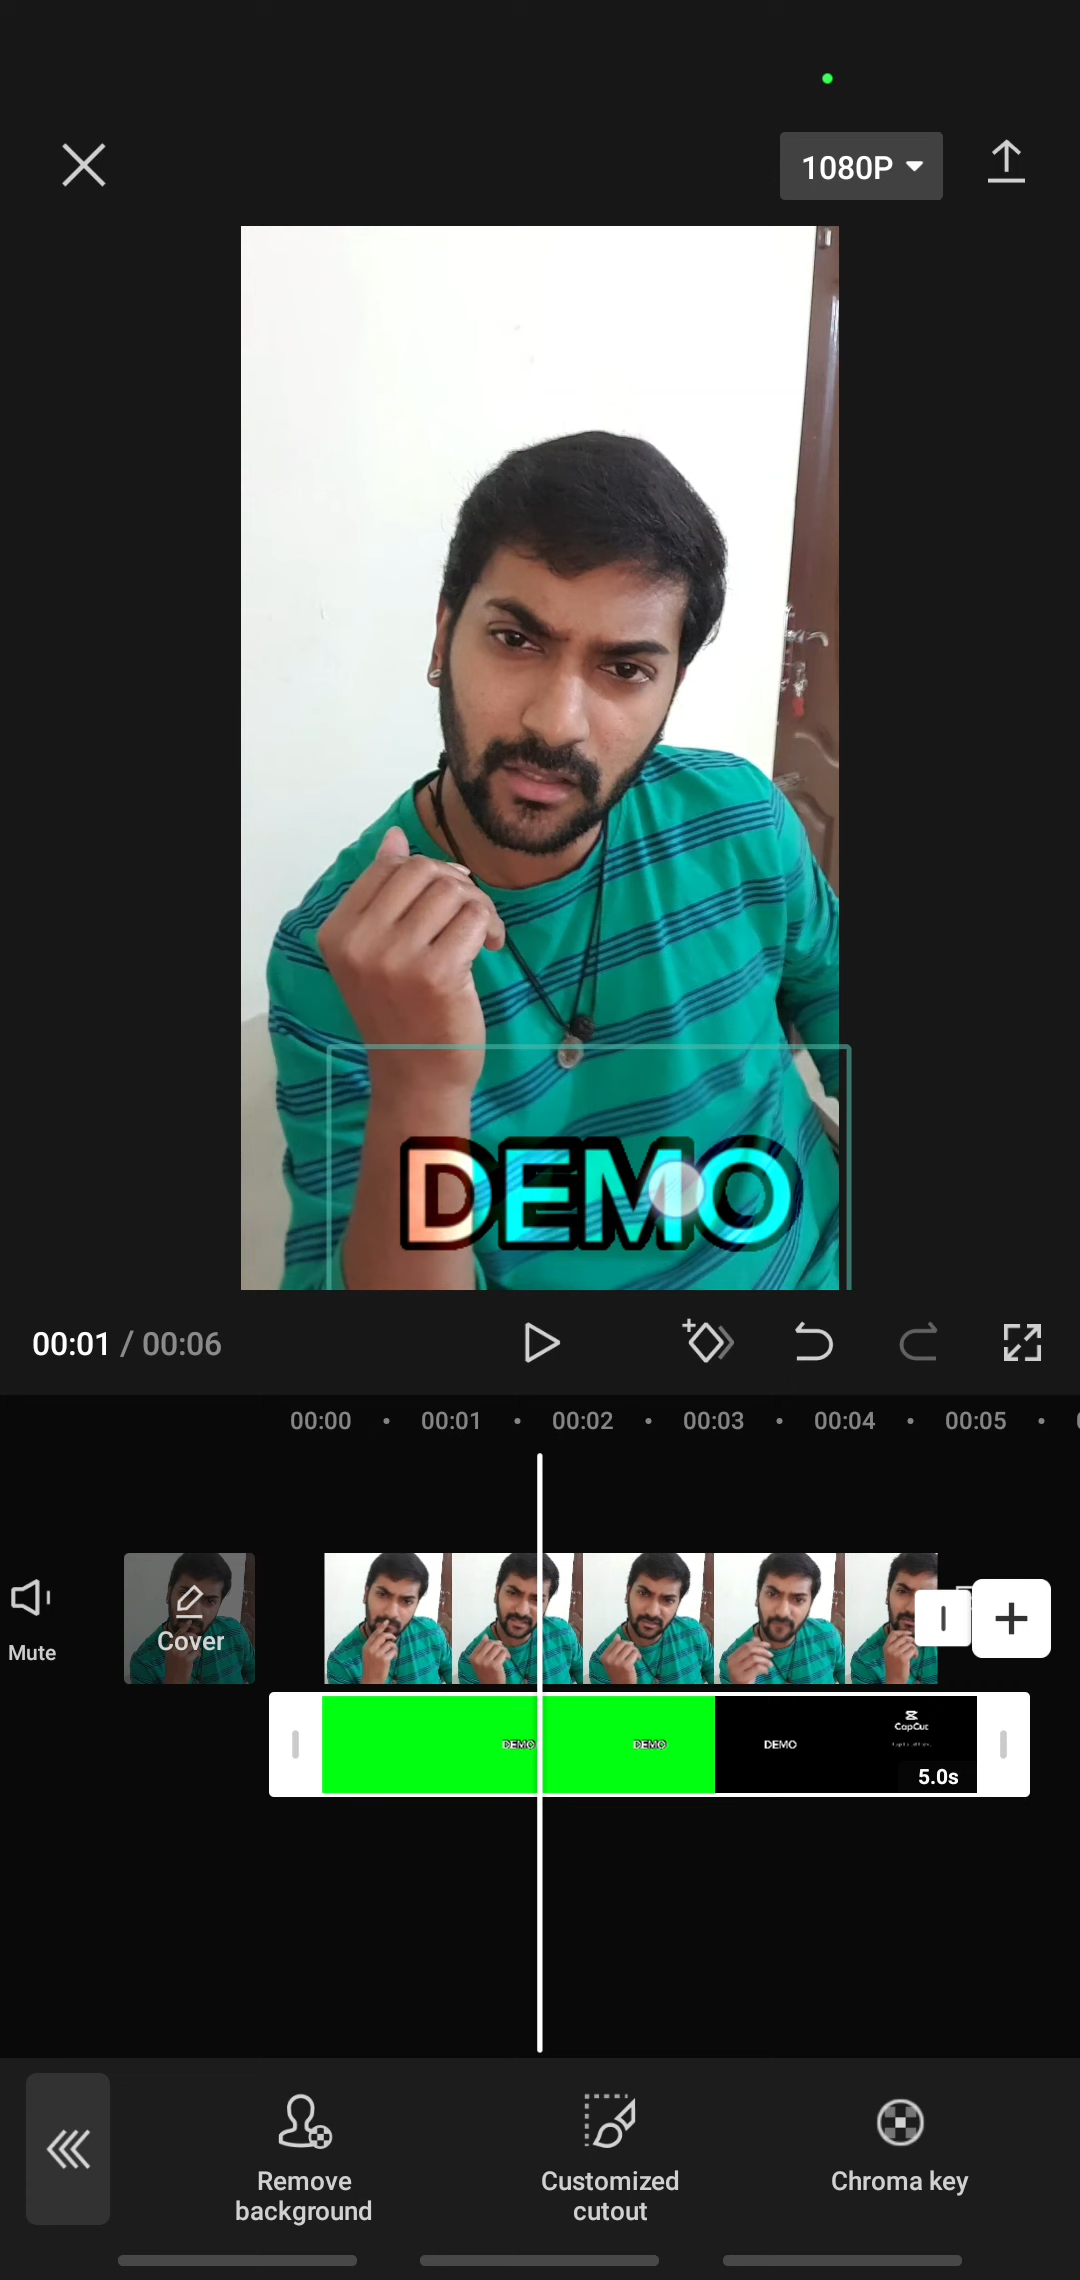 1080P
DEMO
00:01 / 00:06
00:00 • 00:01 • 00:02 • 00:03 • 00:04 • 00:05 •
Mute
Cover
DEMO DEMO DEMO
CapCut
5.0s
Remove
background
Customized
cutout
Chroma key